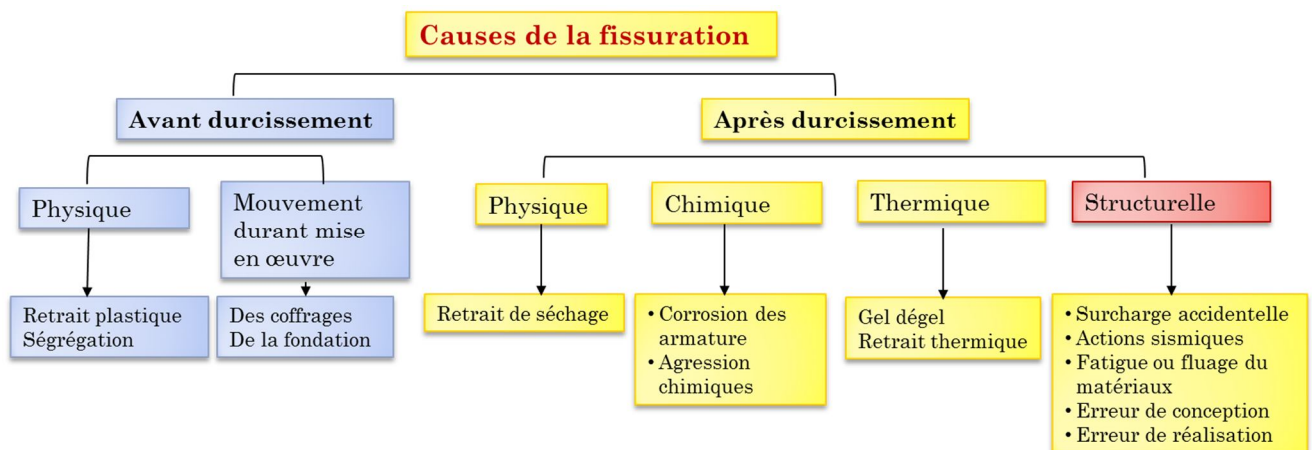 Causes de la fissuration
Avant durcissement
Après durcissement
Physique
Mouvement
durant mise
en œuvre
Physique
Chimique
Thermique
Structurelle
Retrait plastique
Ségrégation
Des coffrages
De la fondation
Retrait de séchage
• Corrosion des
armature
• Agression
chimiques
Gel dégel
Retrait thermique
• Surcharge accidentelle
• Actions sismiques
• Fatigue ou fluage du
matériaux
• Erreur de conception
• Erreur de réalisation